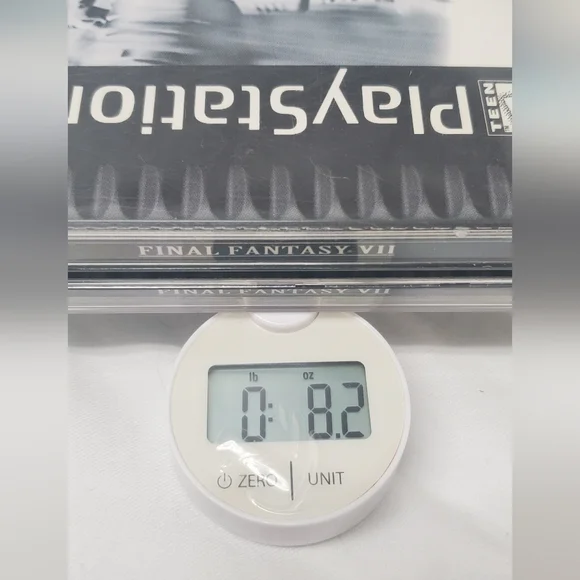 PlayStation
TEEN
FINAL FANTASY VII
FINAL FANTASY VII
lb oz
0: 8.2
ZERO | UNIT